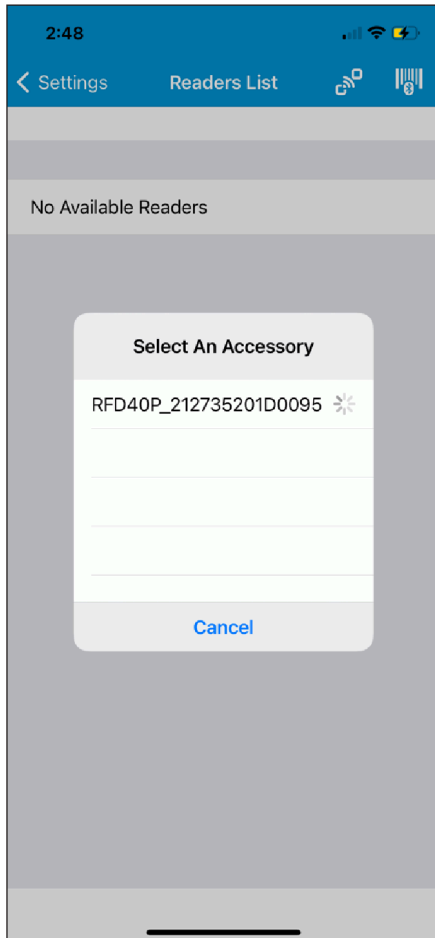 2:48
Settings
Readers List
No Available Readers
Select An Accessory
RFD40P_212735201D0095
Cancel